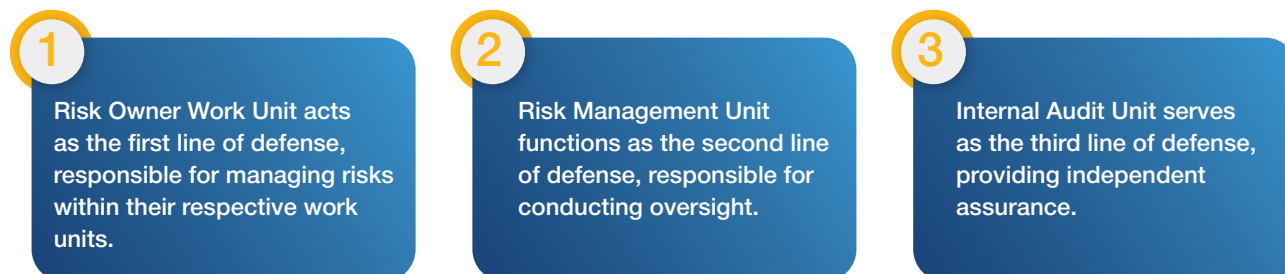 1
Risk Owner Work Unit acts
as the first line of defense,
responsible for managing risks
within their respective work
units.
2
Risk Management Unit
functions as the second line
of defense, responsible for
conducting oversight.
3
Internal Audit Unit serves
as the third line of defense,
providing independent
assurance.